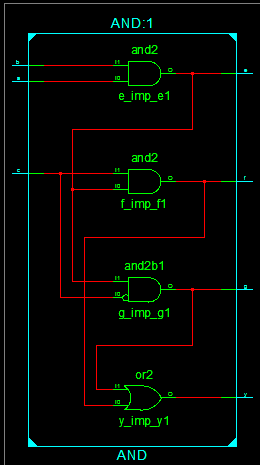 AND:1
and2
b
I1
O
e
a
I0
e_imp_e1
and2
c
I1
O
f
I0
f_imp_f1
and2b1
I1
O
g
I0
g_imp_g1
or2
I1
O
y
I0
y_imp_y1
AND